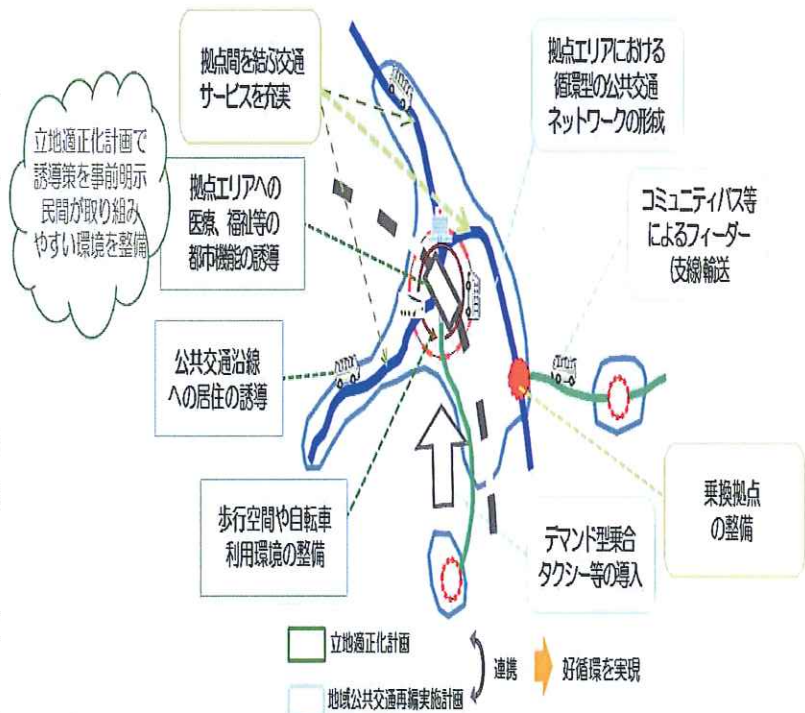 拠点間を結ぶ交通
サービスを充実
拠点エリアにおける
循環型の公共交通
ネットワークの形成
立地適正化計画で
誘導策を事前明示
民間が取り組み
やすい環境を整備
拠点エリアへの
医療、福祉等の
都市機能の誘導
コミュニティバス等
によるフィーダー
(支線)輸送
公共交通沿線
への居住の誘導
歩行空間や自転車
利用環境の整備
デマンド型乗合
タクシー等の導入
乗換拠点
の整備
立地適正化計画
連携
好循環を実現
地域公共交通再編実施計画